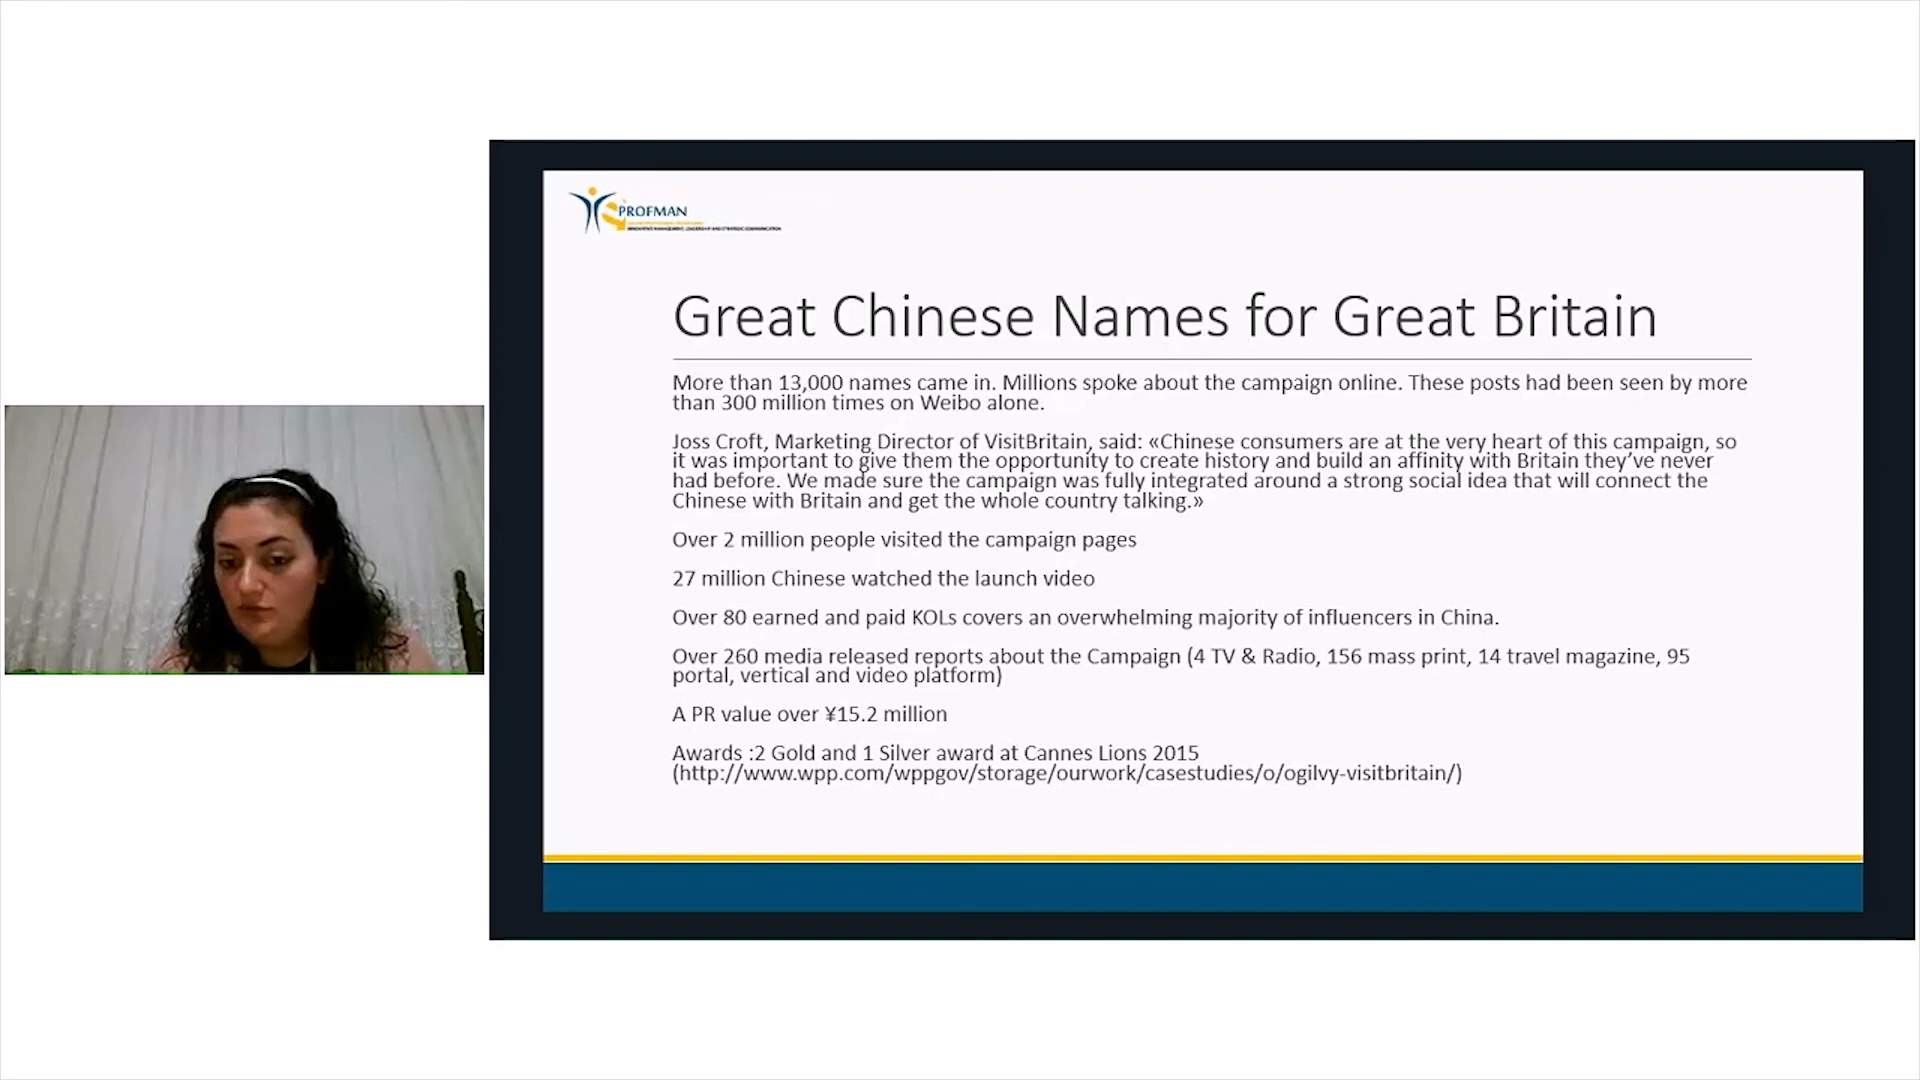 PROFMAN
INNOVATIVE MANAGEMENT, LEADERSHIP AND STRATEGIC COMMUNICATION
Great Chinese Names for Great Britain
More than 13,000 names came in. Millions spoke about the campaign online. These posts had been seen by more
than 300 million times on Weibo alone.
Joss Croft, Marketing Director of VisitBritain, said: «Chinese consumers are at the very heart of this campaign, so
it was important to give them the opportunity to create history and build an affinity with Britain they’ve never
had before. We made sure the campaign was fully integrated around a strong social idea that will connect the
Chinese with Britain and get the whole country talking.»
Over 2 million people visited the campaign pages
27 million Chinese watched the launch video
Over 80 earned and paid KOLs covers an overwhelming majority of influencers in China.
Over 260 media released reports about the Campaign (4 TV & Radio, 156 mass print, 14 travel magazine, 95
portal, vertical and video platform)
A PR value over ¥15.2 million
Awards :2 Gold and 1 Silver award at Cannes Lions 2015
(http://www.wpp.com/wppgov/storage/ourwork/casestudies/o/ogilvy-visitbritain/)